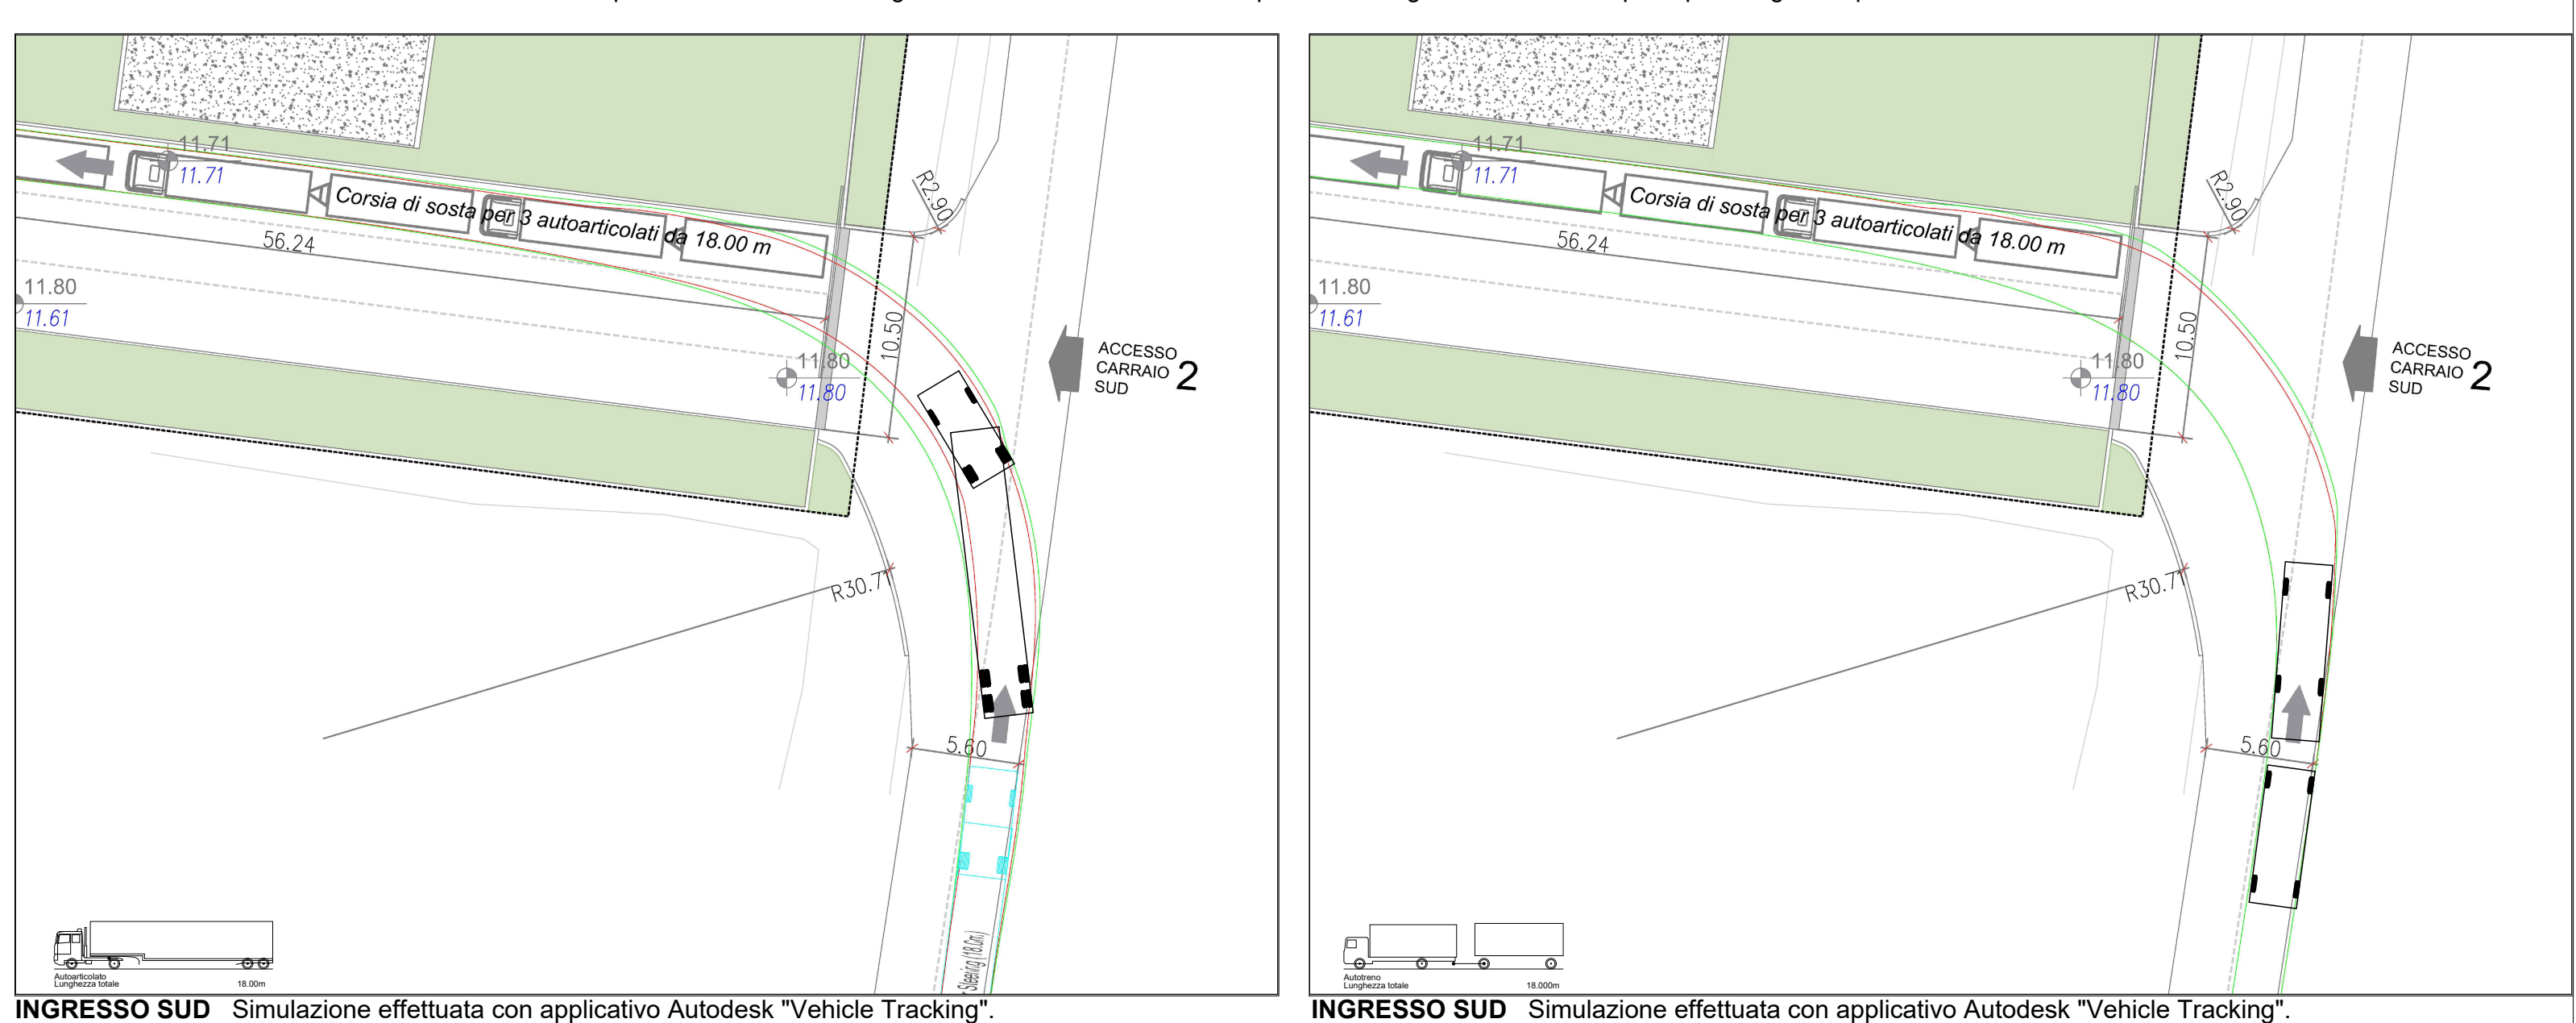 11.71
11.71
Corsia di sosta per 3 autoarticolati da 18.00 m
R2.90
56.24
11.80
11.61
10.50
11.80
11.80
ACCESSO
CARRAIO 2
SUD
R30.7
5.60
Steering (18.0m)
Autoarticolato
Lunghezza totale 18.00m
INGRESSO SUD Simulazione effettuata con applicativo Autodesk "Vehicle Tracking".
11.71
11.71
Corsia di sosta per 3 autoarticolati da 18.00 m
R2.90
56.24
11.80
11.61
10.50
11.80
11.80
ACCESSO
CARRAIO 2
SUD
R30.7
5.60
Autotreno
Lunghezza totale 18.000m
INGRESSO SUD Simulazione effettuata con applicativo Autodesk "Vehicle Tracking".